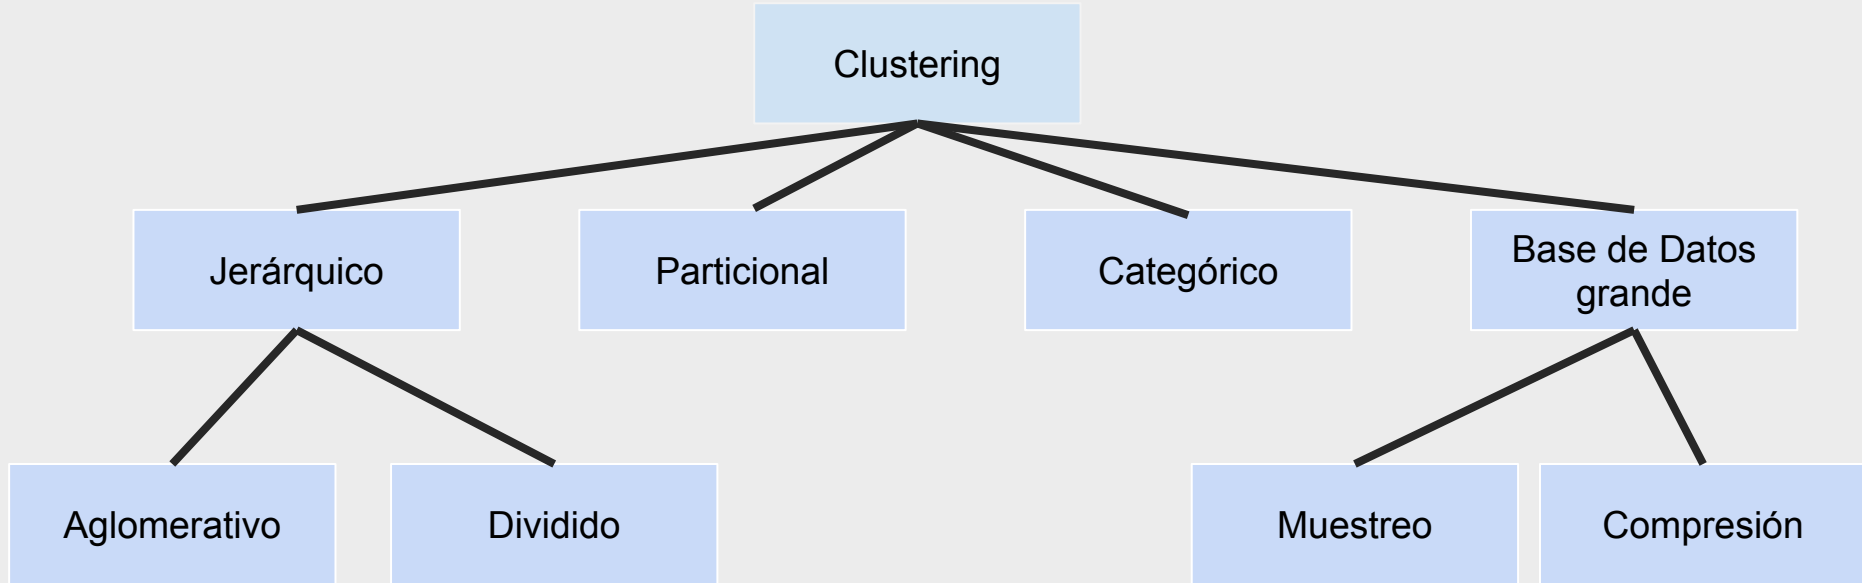 Clustering
Jerárquico
Particional
Categórico
Base de Datos
grande
Aglomerativo
Dividido
Muestreo
Compresión